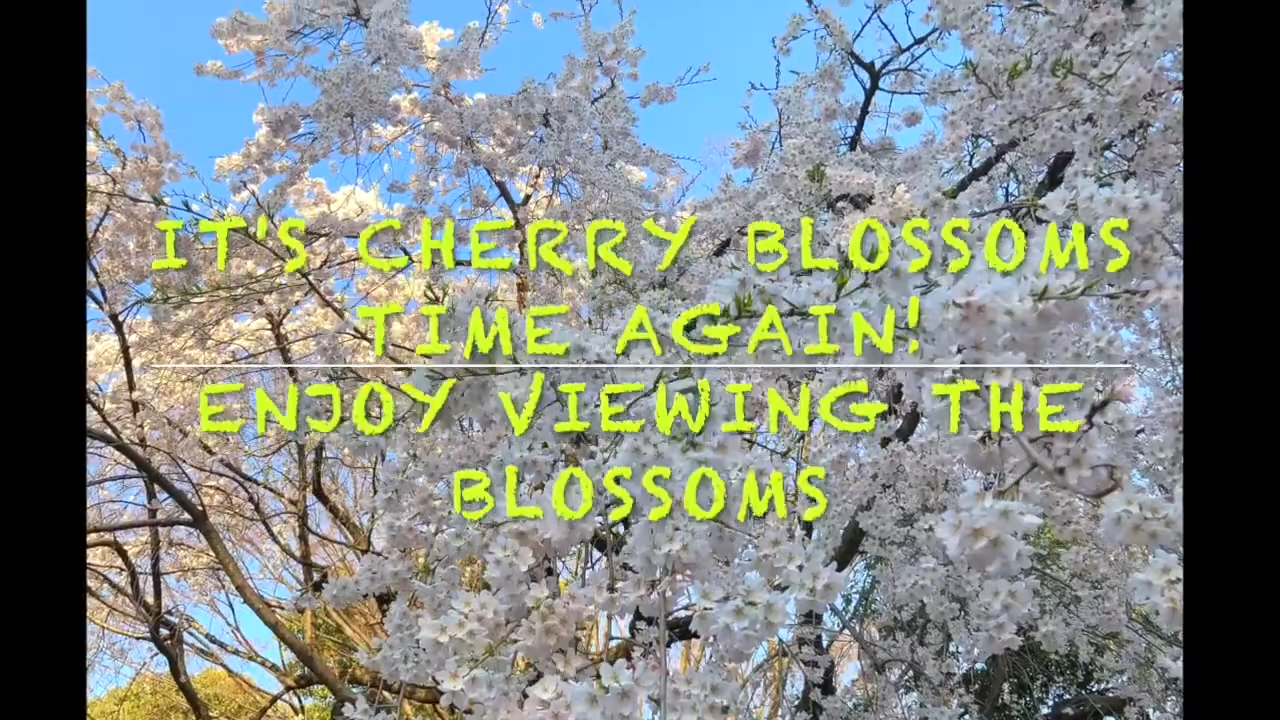 IT'S CHERRY BLOSSOMS
TIME AGAIN!
ENJOY VIEWING THE
BLOSSOMS